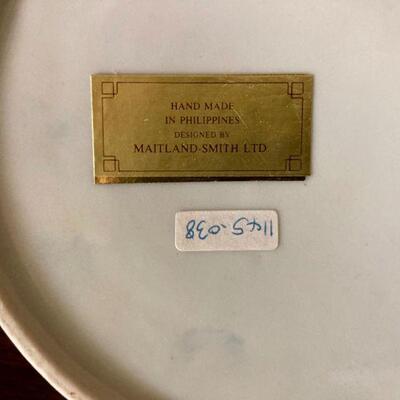 HAND MADE
IN PHILIPPINES
DESIGNED BY
MAITLAND-SMITH LTD.
1145-038